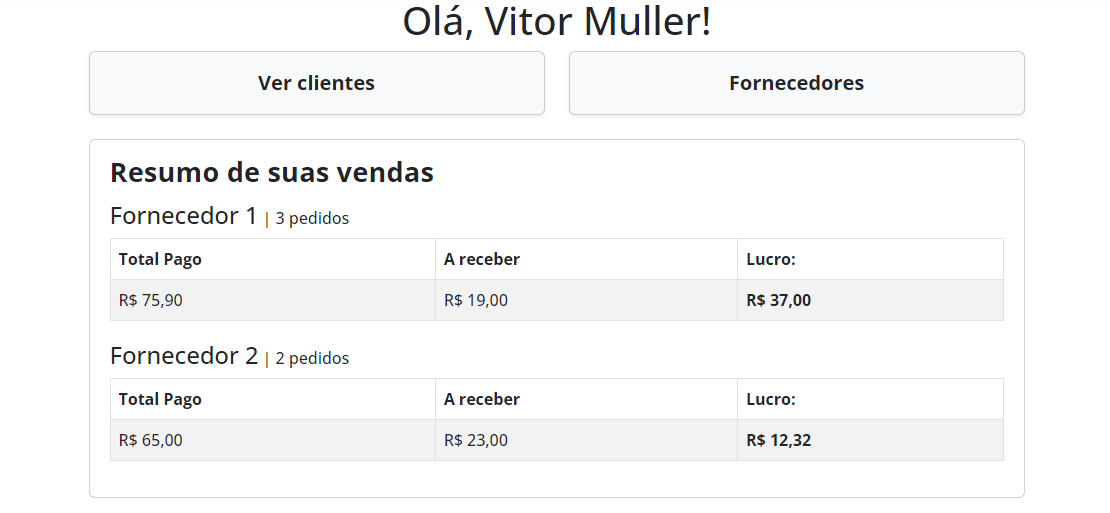 Olá, Vitor Muller!
Ver clientes Fornecedores
Resumo de suas vendas
Fornecedor 1 | 3 pedidos
Total Pago A receber Lucro:
R$ 75,90 R$ 19,00 R$ 37,00
Fornecedor 2 | 2 pedidos
Total Pago A receber Lucro:
R$ 65,00 R$ 23,00 R$ 12,32